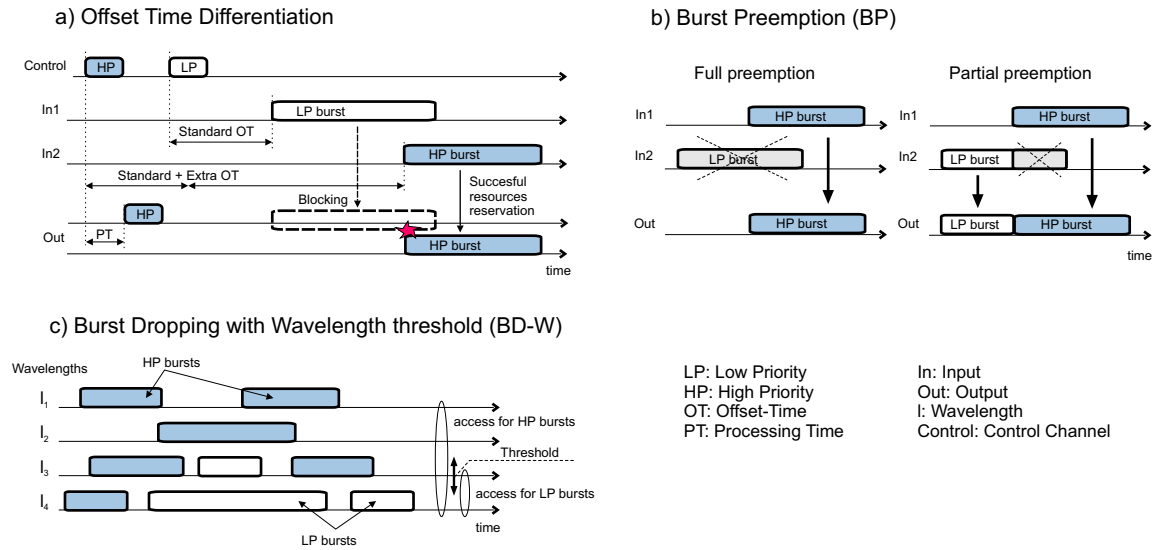 a) Offset Time Differentiation
Control
HP
LP
In1
LP burst
Standard OT
In2
HP burst
Standard + Extra OT
Succesful
resources
reservation
Blocking
HP
PT
Out
HP burst
time
b) Burst Preemption (BP)
Full preemption
In1
HP burst
In2
LP burst
Out
HP burst
Partial preemption
In1
HP burst
In2
LP burst
Out
LP burst
HP burst
time
c) Burst Dropping with Wavelength threshold (BD-W)
Wavelengths
HP bursts
l1
access for HP bursts
l2
Threshold
l3
access for LP bursts
l4
time
LP bursts
LP: Low Priority
HP: High Priority
OT: Offset-Time
PT: Processing Time
In: Input
Out: Output
l: Wavelength
Control: Control Channel